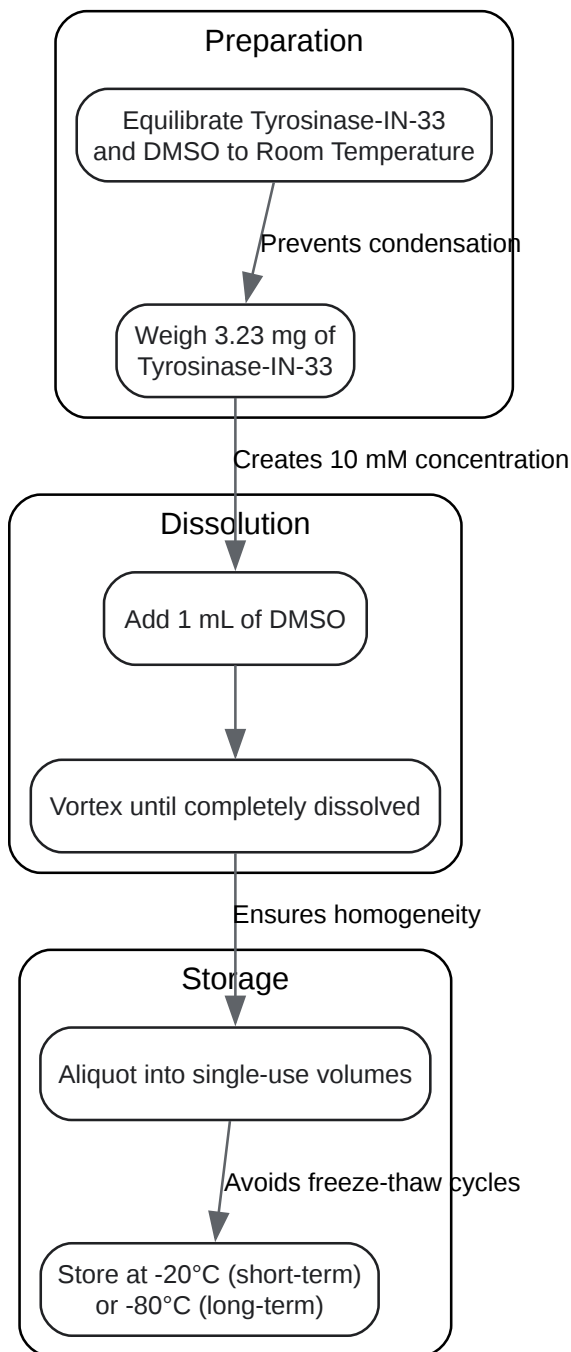 Preparation
Equilibrate Tyrosinase-IN-33
and DMSO to Room Temperature
Prevents condensation
Weigh 3.23 mg of
Tyrosinase-IN-33
Creates 10 mM concentration
Dissolution
Add 1 mL of DMSO
Vortex until completely dissolved
Ensures homogeneity
Storage
Aliquot into single-use volumes
Avoids freeze-thaw cycles
Store at -20°C (short-term)
or -80°C (long-term)